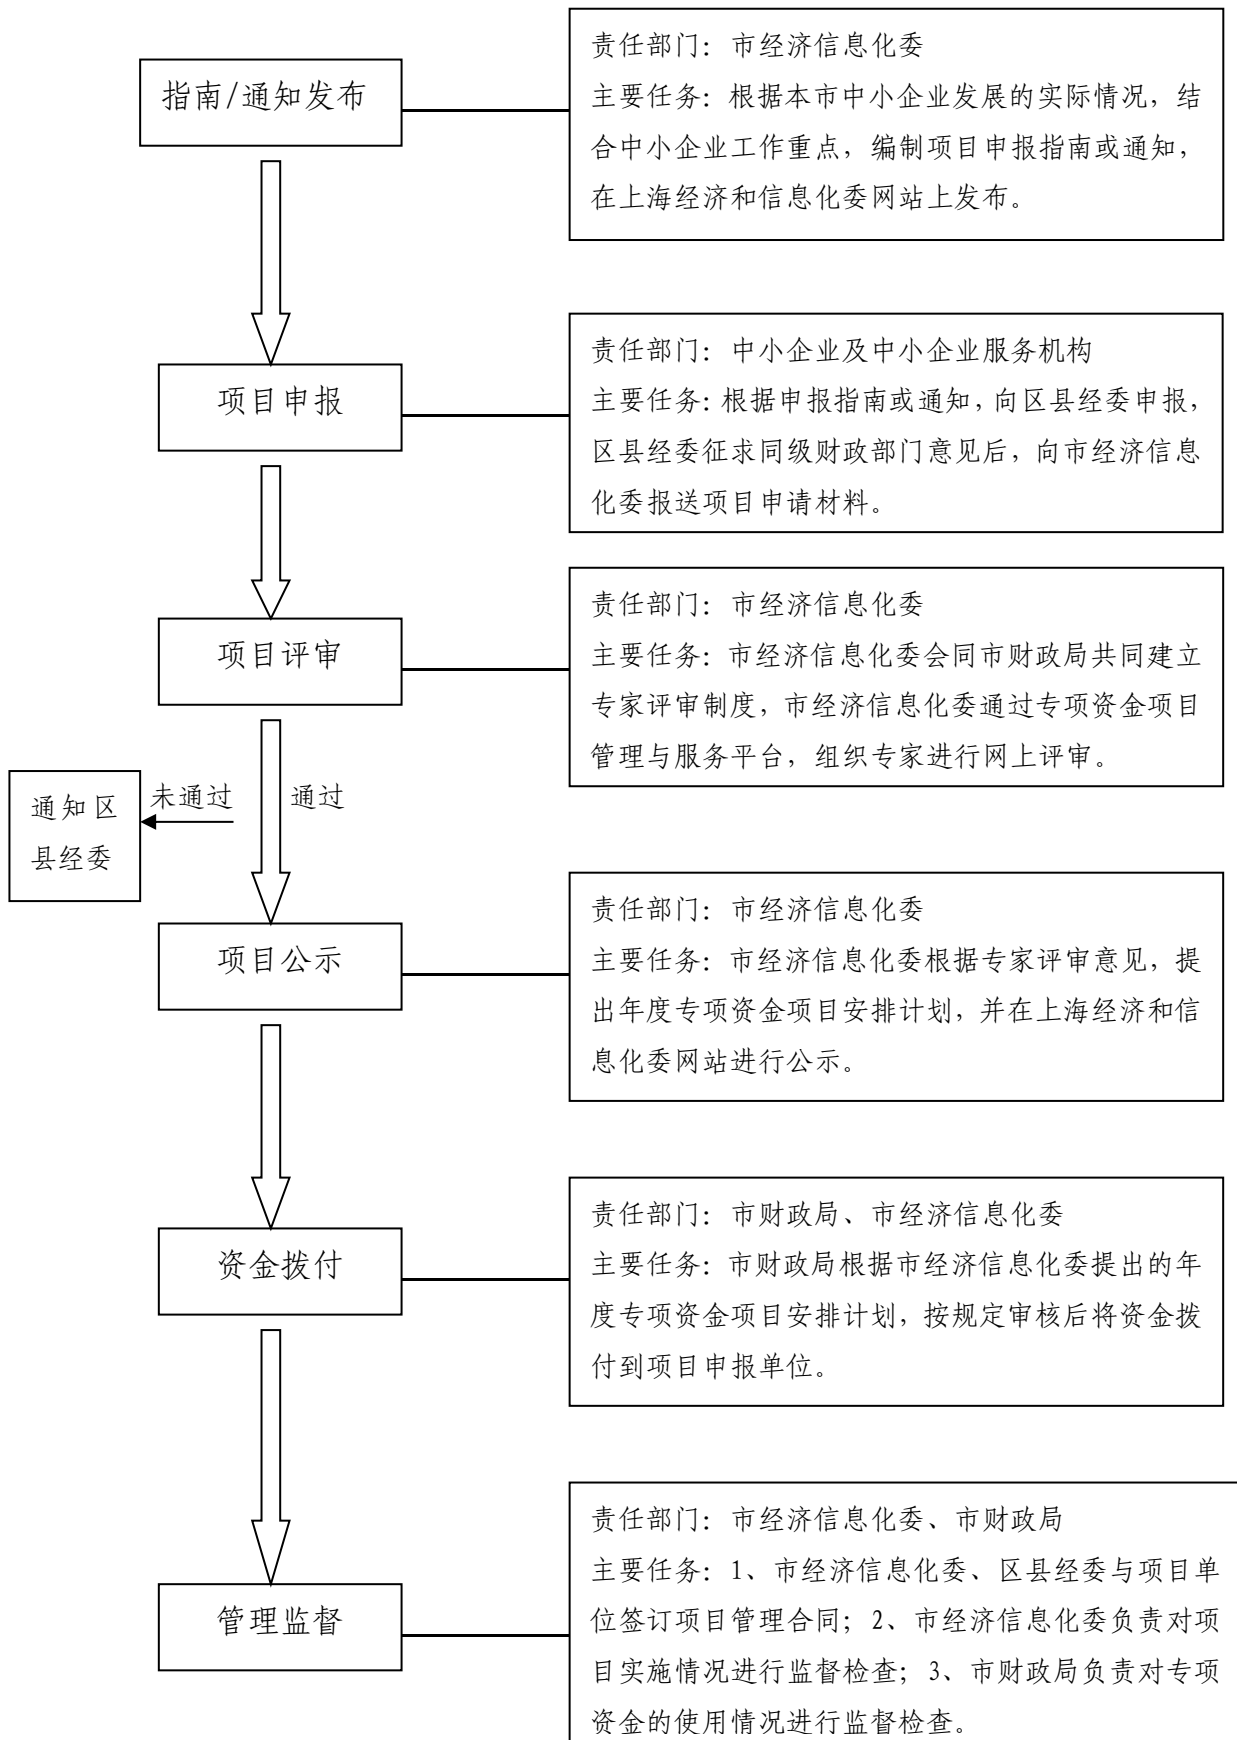 指南/通知发布
责任部门：市经济信息化委
主要任务：根据本市中小企业发展的实际情况，结
合中小企业工作重点，编制项目申报指南或通知，
在上海经济和信息化委网站上发布。
项目申报
责任部门：中小企业及中小企业服务机构
主要任务：根据申报指南或通知，向区县经委申报，
区县经委征求同级财政部门意见后，向市经济信息
化委报送项目申请材料。
项目评审
责任部门：市经济信息化委
主要任务：市经济信息化委会同市财政局共同建立
专家评审制度，市经济信息化委通过专项资金项目
管理与服务平台，组织专家进行网上评审。
通知区
县经委
未通过
通过
项目公示
责任部门：市经济信息化委
主要任务：市经济信息化委根据专家评审意见，提
出年度专项资金项目安排计划，并在上海经济和信
息化委网站进行公示。
资金拨付
责任部门：市财政局、市经济信息化委
主要任务：市财政局根据市经济信息化委提出的年
度专项资金项目安排计划，按规定审核后将资金拨
付到项目申报单位。
管理监督
责任部门：市经济信息化委、市财政局
主要任务：1、市经济信息化委、区县经委与项目单
位签订项目管理合同；2、市经济信息化委负责对项
目实施情况进行监督检查；3、市财政局负责对专项
资金的使用情况进行监督检查。